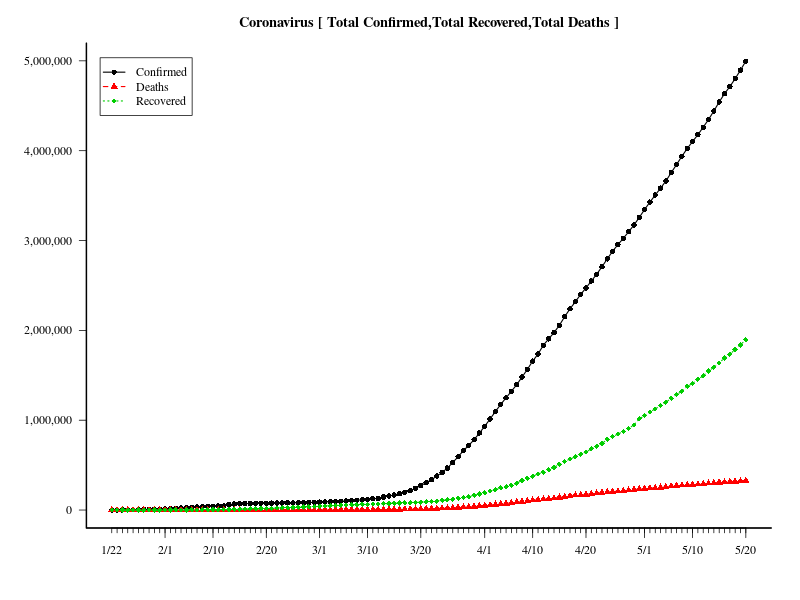 Coronavirus [ Total Confirmed,Total Recovered,Total Deaths ]
Confirmed
Deaths
Recovered
5,000,000
4,000,000
3,000,000
2,000,000
1,000,000
0
1/22 2/1 2/10 2/20 3/1 3/10 3/20 4/1 4/10 4/20 5/1 5/10 5/20